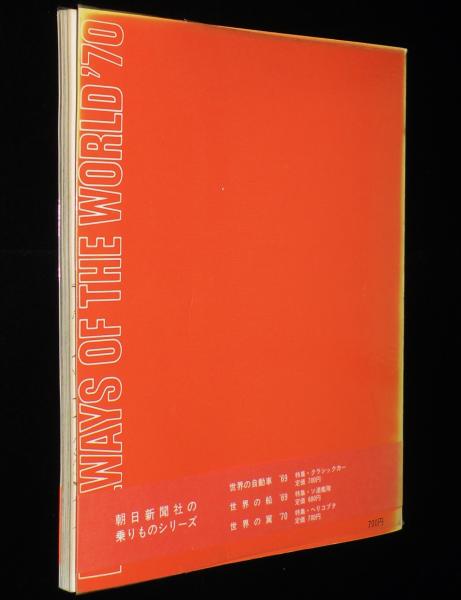 WAYS OF THE WORLD '70
朝日新聞社の
乗りものシリーズ
世界の自動車 '69 特集・クラシックカー 定価 700円
世界の船 '69 特集・ソ連艦隊 定価 680円
世界の翼 '70 特集・ヘリコプタ 定価 700円
700円